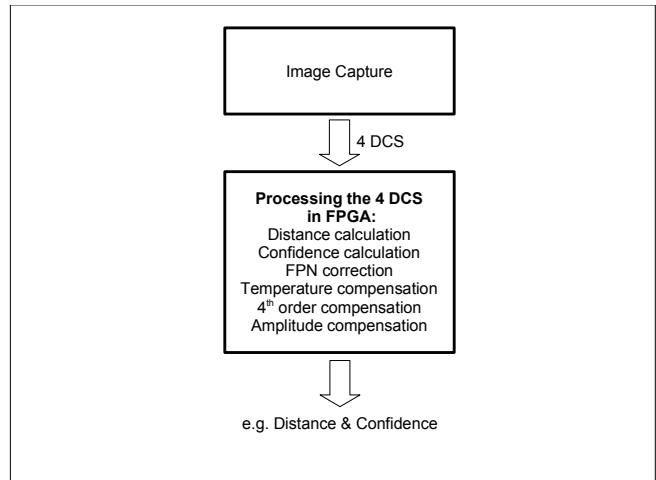 Image Capture
4 DCS
Processing the 4 DCS
in FPGA:
Distance calculation
Confidence calculation
FPN correction
Temperature compensation
4th order compensation
Amplitude compensation
e.g. Distance & Confidence